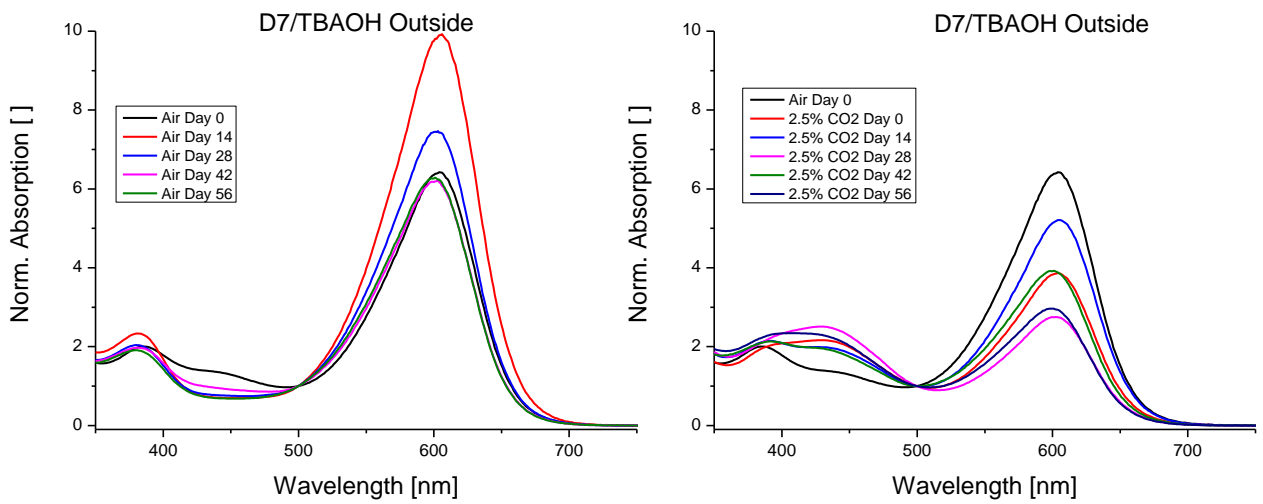 D7/TBAOH Outside
Norm. Absorption [ ]
10
8
6
4
2
0
Air Day 0
Air Day 14
Air Day 28
Air Day 42
Air Day 56
400
500
600
700
Wavelength [nm]
D7/TBAOH Outside
Norm. Absorption [ ]
10
8
6
4
2
0
Air Day 0
2.5% CO2 Day 0
2.5% CO2 Day 14
2.5% CO2 Day 28
2.5% CO2 Day 42
2.5% CO2 Day 56
400
500
600
700
Wavelength [nm]